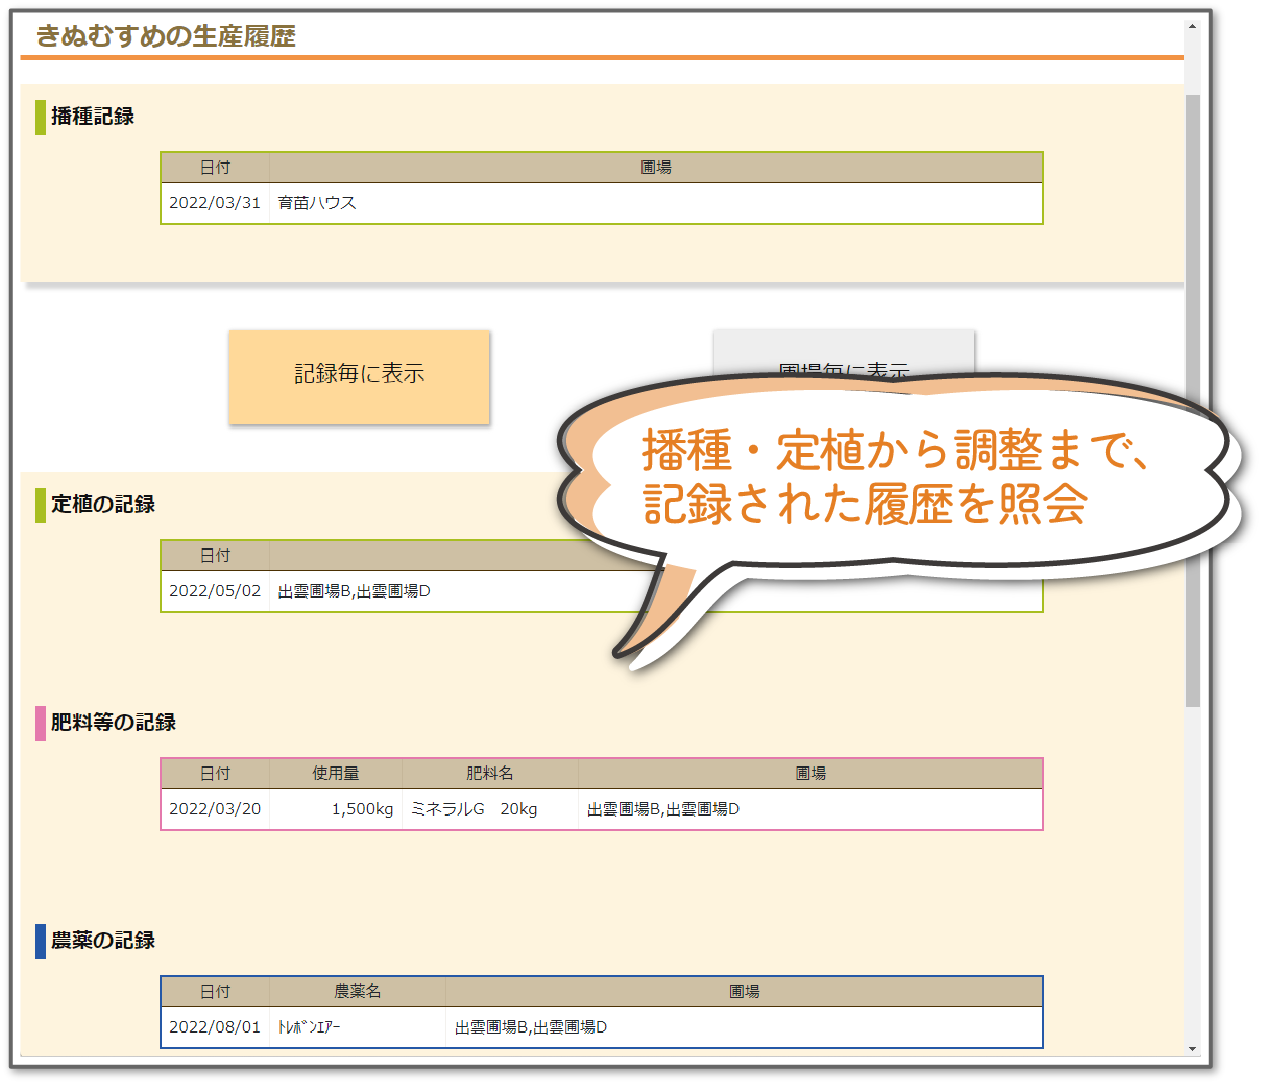 きぬむすめの生産履歴
播種記録
日付 圃場
2022/03/31 育苗ハウス
記録毎に表示 圃場毎に表示
播種・定植から調整まで、
記録された履歴を照会
定植の記録
日付
2022/05/02 出雲圃場B,出雲圃場D
肥料等の記録
日付 使用量 肥料名 圃場
2022/03/20 1,500kg ミネラルG　20kg 出雲圃場B,出雲圃場D
農薬の記録
日付 農薬名 圃場
2022/08/01 ﾄﾚﾎﾞﾝｴｱｰ 出雲圃場B,出雲圃場D